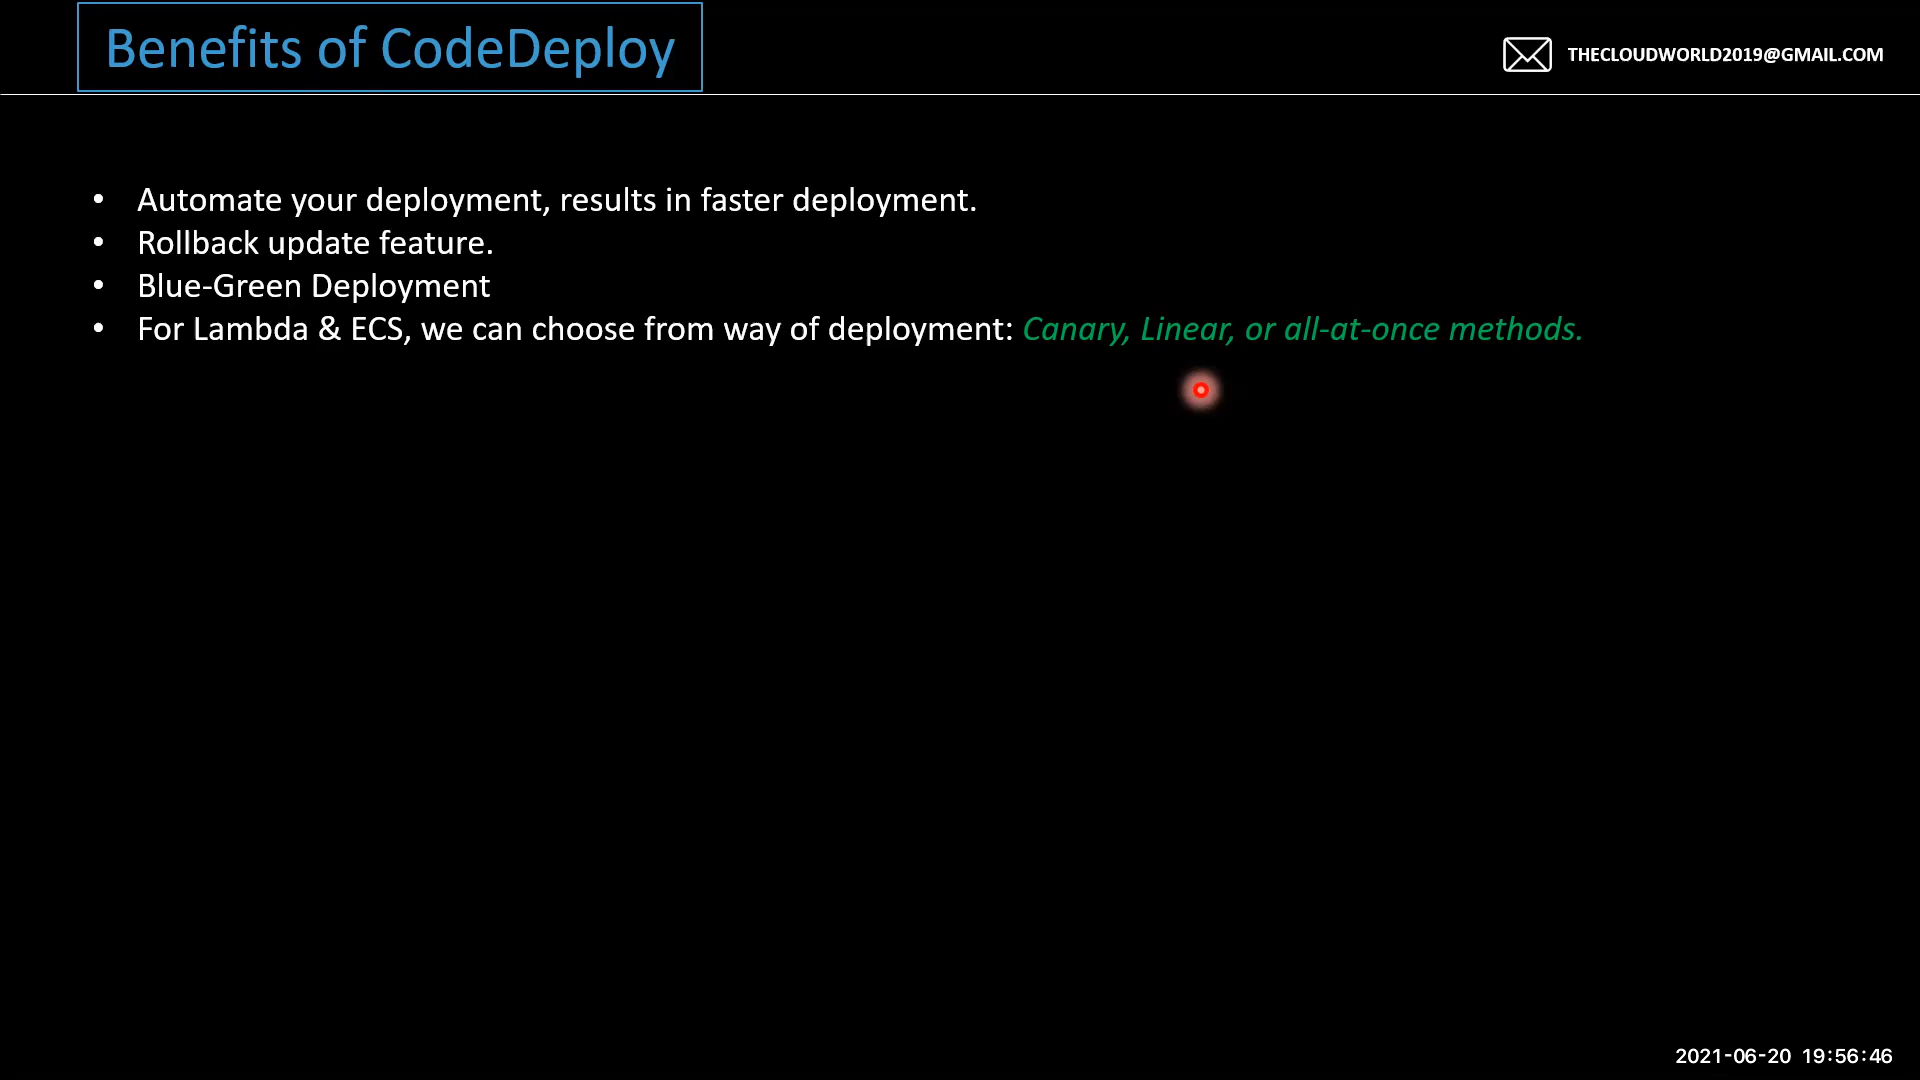 Benefits of CodeDeploy
THECLOUDWORLD2019@GMAIL.COM
• Automate your deployment, results in faster deployment.
• Rollback update feature.
• Blue-Green Deployment
• For Lambda & ECS, we can choose from way of deployment: Canary, Linear, or all-at-once methods.
2021-06-20 19:56:46